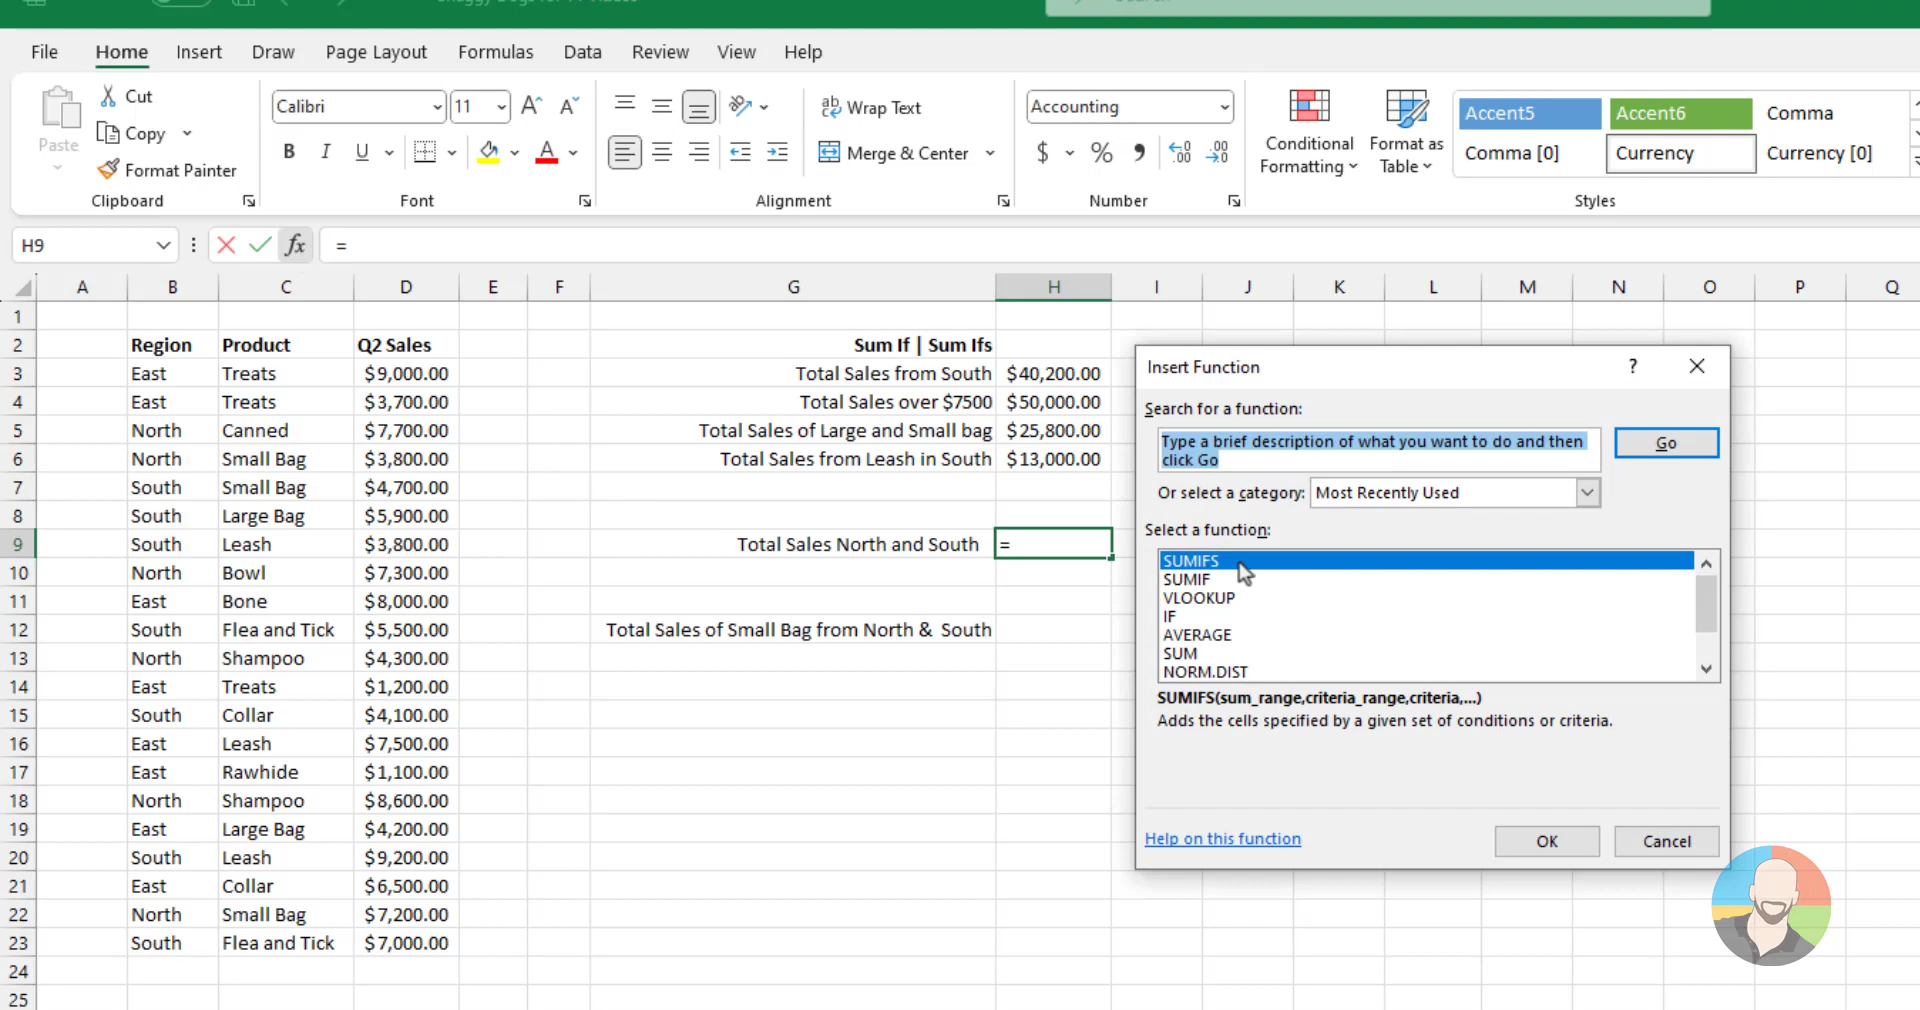 File Home Insert Draw Page Layout Formulas Data Review View Help
Cut
Copy
Paste
Format Painter
Clipboard
Calibri 11 A^ A˅
B I U A
Font
ab Wrap Text
Merge & Center
Alignment
Accounting
$ % 9 .00 .00
Number
Conditional Formatting
Format as Table
Accent5 Accent6 Comma
Comma [0] Currency Currency [0]
Styles
H9 fx =
A B C D E F G H I J K L M N O P Q
1
2 Region Product Q2 Sales Sum If | Sum Ifs
3 East Treats $9,000.00 Total Sales from South $40,200.00
4 East Treats $3,700.00 Total Sales over $7500 $50,000.00
5 North Canned $7,700.00 Total Sales of Large and Small bag $25,800.00
6 North Small Bag $3,800.00 Total Sales from Leash in South $13,000.00
7 South Small Bag $4,700.00
8 South Large Bag $5,900.00
9 South Leash $3,800.00 Total Sales North and South =
10 North Bowl $7,300.00
11 East Bone $8,000.00
12 South Flea and Tick $5,500.00 Total Sales of Small Bag from North & South
13 North Shampoo $4,300.00
14 East Treats $1,200.00
15 South Collar $4,100.00
16 East Leash $7,500.00
17 East Rawhide $1,100.00
18 North Shampoo $8,600.00
19 East Large Bag $4,200.00
20 South Leash $9,200.00
21 East Collar $6,500.00
22 North Small Bag $7,200.00
23 South Flea and Tick $7,000.00
24
25
Insert Function ?
Search for a function:
Type a brief description of what you want to do and then
click Go
Go
Or select a category: Most Recently Used
Select a function:
SUMIFS
SUMIF
VLOOKUP
IF
AVERAGE
SUM
NORM.DIST
SUMIFS(sum_range,criteria_range,criteria,...)
Adds the cells specified by a given set of conditions or criteria.
Help on this function OK Cancel